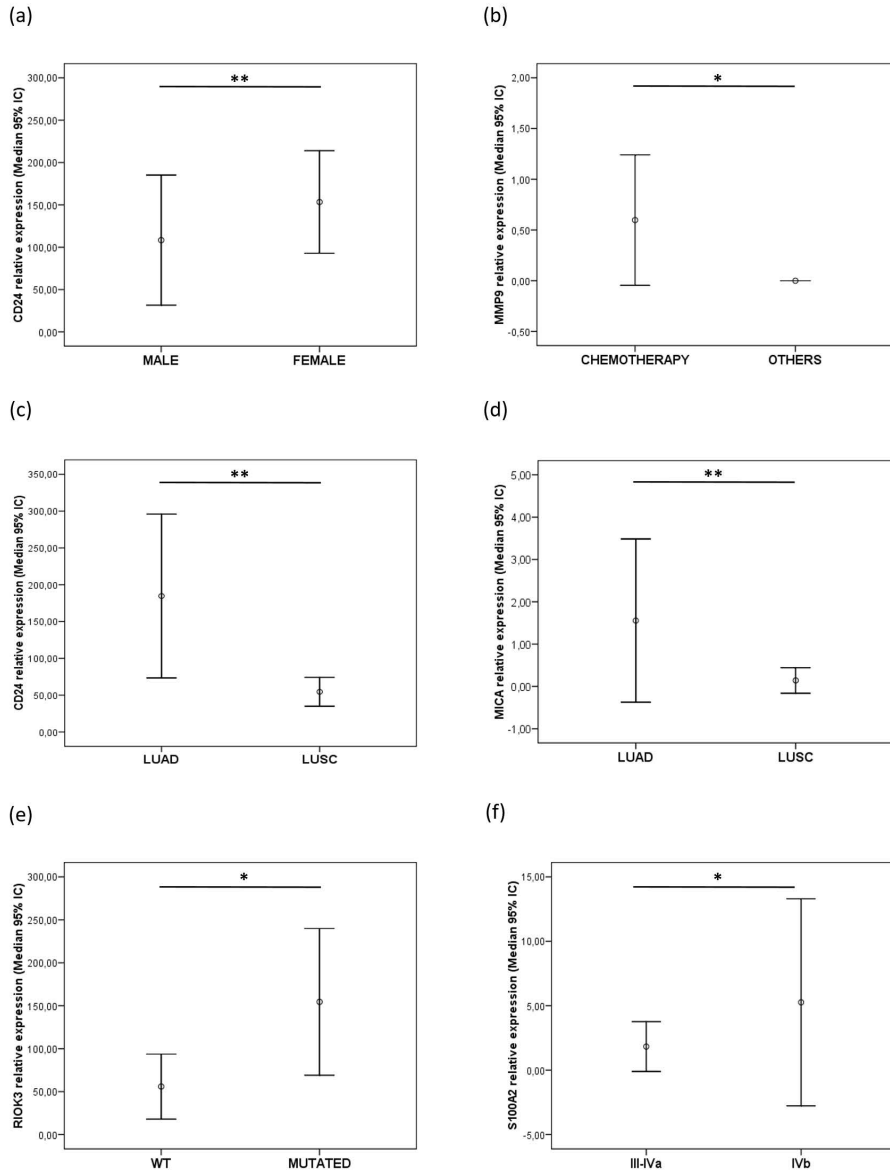 (a)
**
300,00
250,00
200,00
150,00
100,00
50,00
0,00
CD24 relative expression (Median 95% IC)
MALE
FEMALE
(b)
*
2,00
1,50
1,00
0,50
0,00
-0,50
MMP9 relative expression (Median 95% IC)
CHEMOTHERAPY
OTHERS
(c)
**
350,00
300,00
250,00
200,00
150,00
100,00
50,00
0,00
CD24 relative expression (Median 95% IC)
LUAD
LUSC
(d)
**
5,00
4,00
3,00
2,00
1,00
0,00
-1,00
MICA relative expression (Median 95% IC)
LUAD
LUSC
(e)
*
300,00
250,00
200,00
150,00
100,00
50,00
0,00
RIOK3 relative expression (Median 95% IC)
WT
MUTATED
(f)
*
15,00
10,00
5,00
0,00
-5,00
S100A2 relative expression (Median 95% IC)
III-IVa
IVb